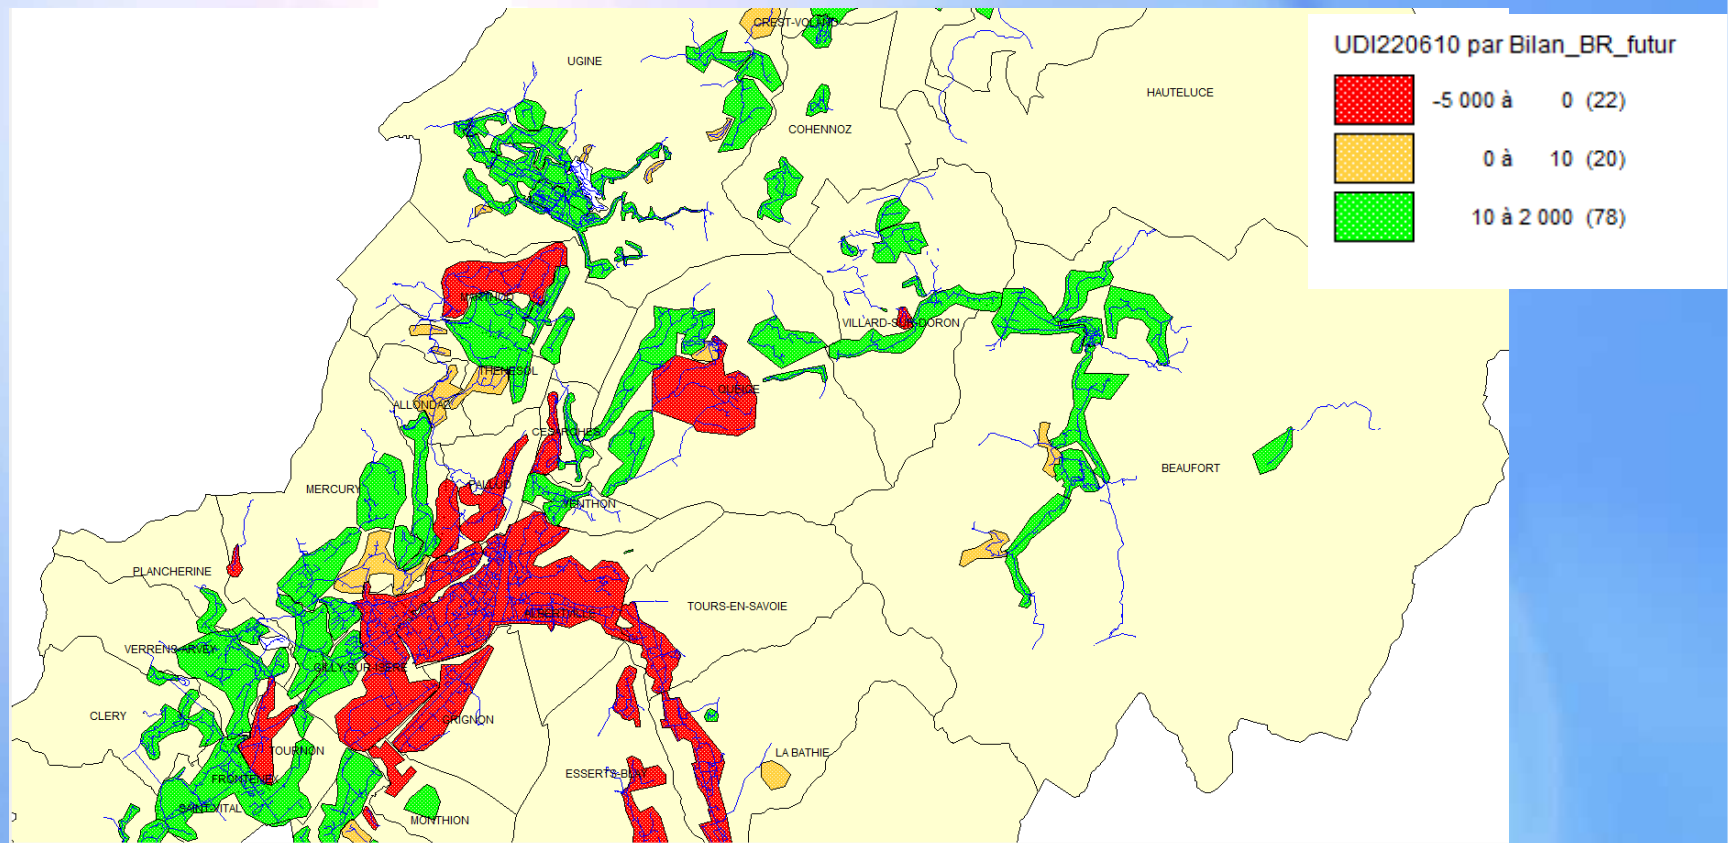 CREST-VOLAND
UGINE
HAUTELUCE
COHENNOZ
MARTHOD
VILLARD-SUR-DORON
THENESOL
QUEIGE
ALLONDAZ
CESARCHES
BEAUFORT
PALLUD
MERCURY
VENTHON
PLANCHERINE
TOURS-EN-SAVOIE
ALBERTVILLE
VERRENS-ARVEY
GILLY-SUR-ISERE
CLERY
GRIGNON
TOURNON
LA BATHIE
ESSERTS-BLAY
FRONTENEX
SAINT-VITAL
MONTHION
UDI220610 par Bilan_BR_futur
-5 000 à 0 (22)
0 à 10 (20)
10 à 2 000 (78)